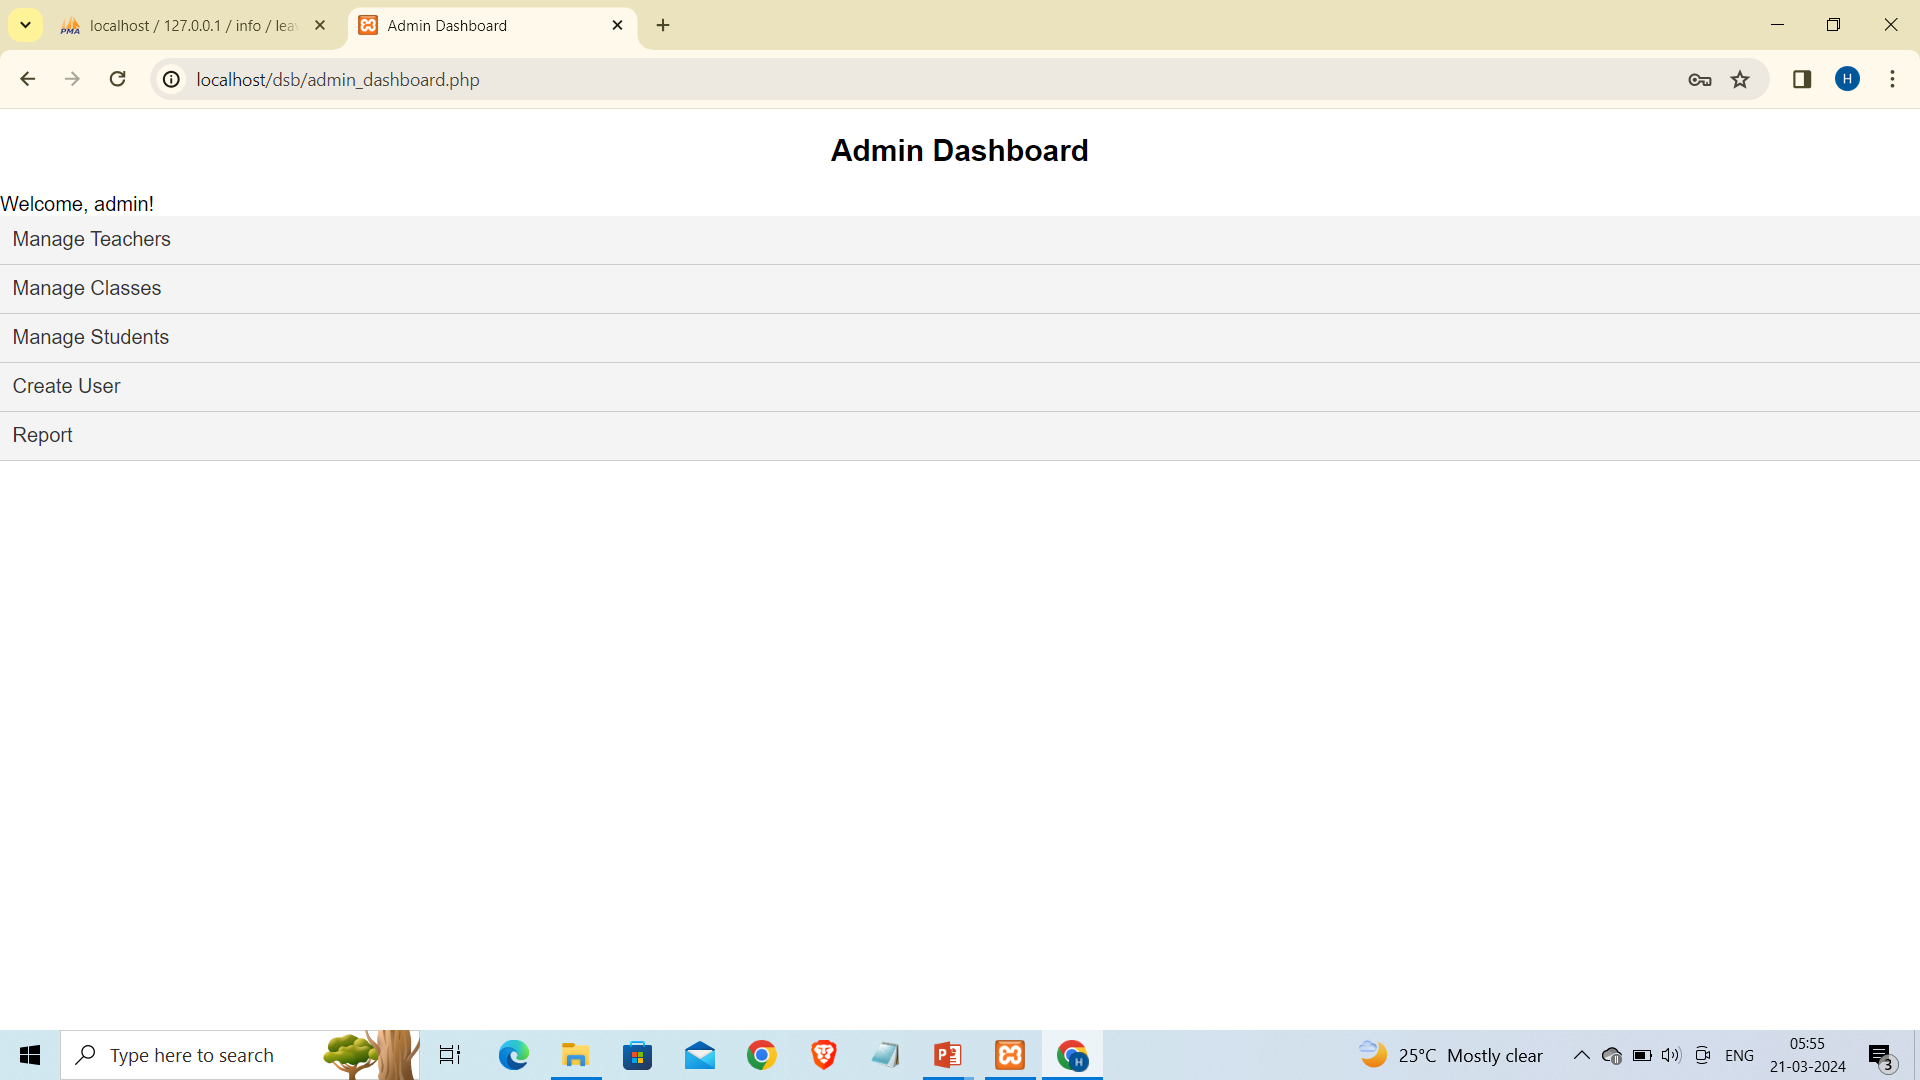 localhost / 127.0.0.1 / info / lea
Admin Dashboard
localhost/dsb/admin_dashboard.php
H
Admin Dashboard
Welcome, admin!
Manage Teachers
Manage Classes
Manage Students
Create User
Report
Type here to search
25°C Mostly clear
ENG
05:55
21-03-2024
3